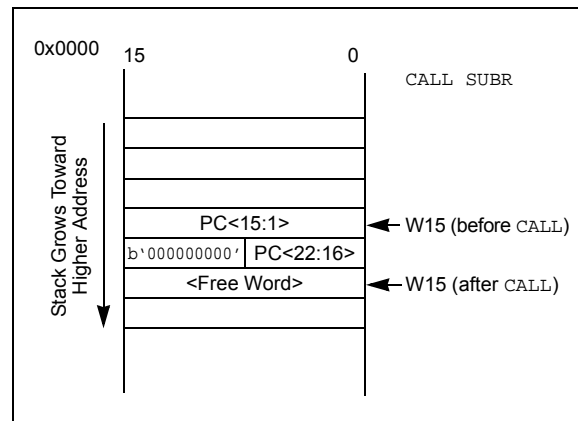 0x0000 15 0
CALL SUBR
Stack Grows Toward
Higher Address
PC<15:1> W15 (before CALL)
b‘000000000’ PC<22:16>
<Free Word> W15 (after CALL)